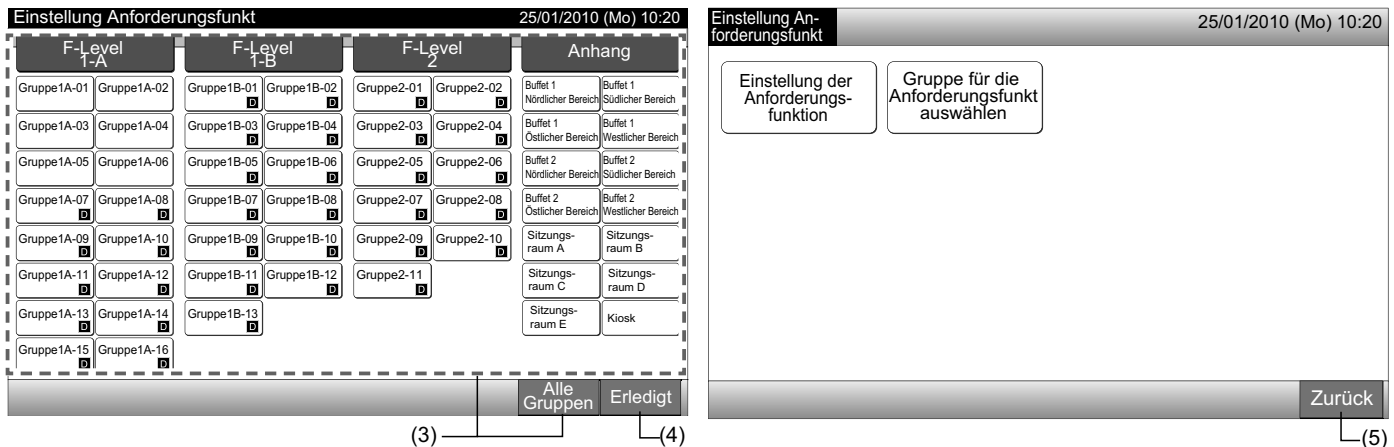 Einstellung Anforderungsfunkt 25/01/2010 (Mo) 10:20
F-Level
1-A
F-Level
1-B
F-Level
2
Anhang
Gruppe1A-01 Gruppe1A-02
Gruppe1A-03 Gruppe1A-04
Gruppe1A-05 Gruppe1A-06
Gruppe1A-07 D Gruppe1A-08 D
Gruppe1A-09 D Gruppe1A-10 D
Gruppe1A-11 D Gruppe1A-12 D
Gruppe1A-13 D Gruppe1A-14 D
Gruppe1A-15 D Gruppe1A-16 D
Gruppe1B-01 D Gruppe1B-02 D
Gruppe1B-03 D Gruppe1B-04 D
Gruppe1B-05 D Gruppe1B-06 D
Gruppe1B-07 D Gruppe1B-08 D
Gruppe1B-09 D Gruppe1B-10 D
Gruppe1B-11 D Gruppe1B-12 D
Gruppe1B-13 D
Gruppe2-01 D Gruppe2-02 D
Gruppe2-03 D Gruppe2-04 D
Gruppe2-05 D Gruppe2-06 D
Gruppe2-07 D Gruppe2-08 D
Gruppe2-09 D Gruppe2-10 D
Gruppe2-11 D
Buffet 1 Buffet 1
Nördlicher Bereich Südlicher Bereich
Buffet 1 Buffet 1
Östlicher Bereich Westlicher Bereich
Buffet 2 Buffet 2
Nördlicher Bereich Südlicher Bereich
Buffet 2 Buffet 2
Östlicher Bereich Westlicher Bereich
Sitzungs- Sitzungs-
raum A raum B
Sitzungs- Sitzungs-
raum C raum D
Sitzungs-
raum E
Kiosk
Alle
Gruppen
Erledigt
(3) (4)
Einstellung An-
forderungsfunkt
25/01/2010 (Mo) 10:20
Einstellung der
Anforderungs-
funktion
Gruppe für die
Anforderungsfunkt
auswählen
Zurück
(5)